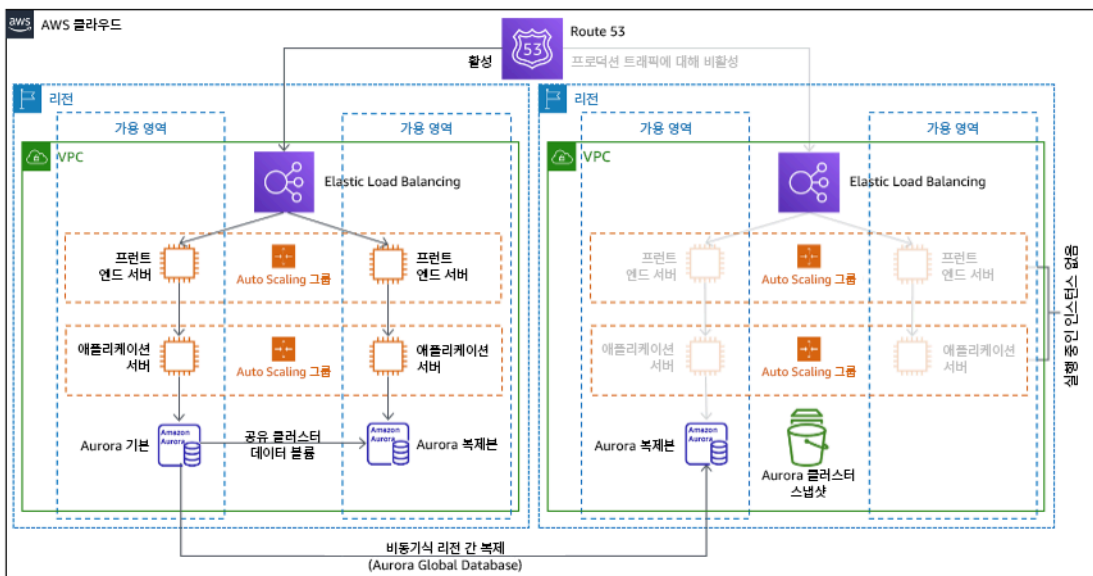 aws
AWS 클라우드
Route 53
53
활성
프로덕션 트래픽에 대해 비활성
리전
가용 영역
가용 영역
VPC
Elastic Load Balancing
프런트
엔드 서버
Auto Scaling 그룹
프런트
엔드 서버
애플리케이션
서버
Auto Scaling 그룹
애플리케이션
서버
Aurora 기본
Amazon
Aurora
공유 클러스터
데이터 볼륨
Amazon
Aurora
Aurora 복제본
리전
가용 영역
가용 영역
VPC
Elastic Load Balancing
프런트
엔드 서버
Auto Scaling 그룹
프런트
엔드 서버
애플리케이션
서버
Auto Scaling 그룹
애플리케이션
서버
실행 중인 인스턴스 없음
Aurora 복제본
Amazon
Aurora
Aurora 클러스터
스냅샷
비동기식 리전 간 복제
(Aurora Global Database)